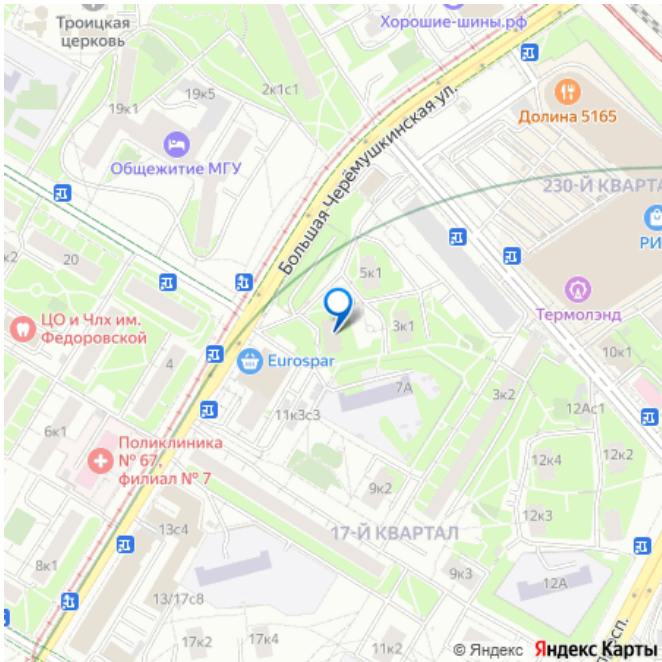 Троицкая
церковь
Хорошие-шины.рф
19к5
2к1с1
19к1
Долина 5165
Общежитие МГУ
Большая Черёмушкинская ул.
230-Й КВАРТА
к2
20
РИ
5к1
ЦО и Члх им.
Федоровской
Термолэнд
3к1
10к1
4
Eurospar
7А
3к2
11к3с3
12Ас1
6к1
Поликлиника
№ 67,
филиал № 7
12к4
12к2
9к2
12к3
13с4
17-Й КВАРТАЛ
8к1
9к3
12А
13/17с8
17к2
17к4
11к2
просп.
© Яндекс Яндекс Карты